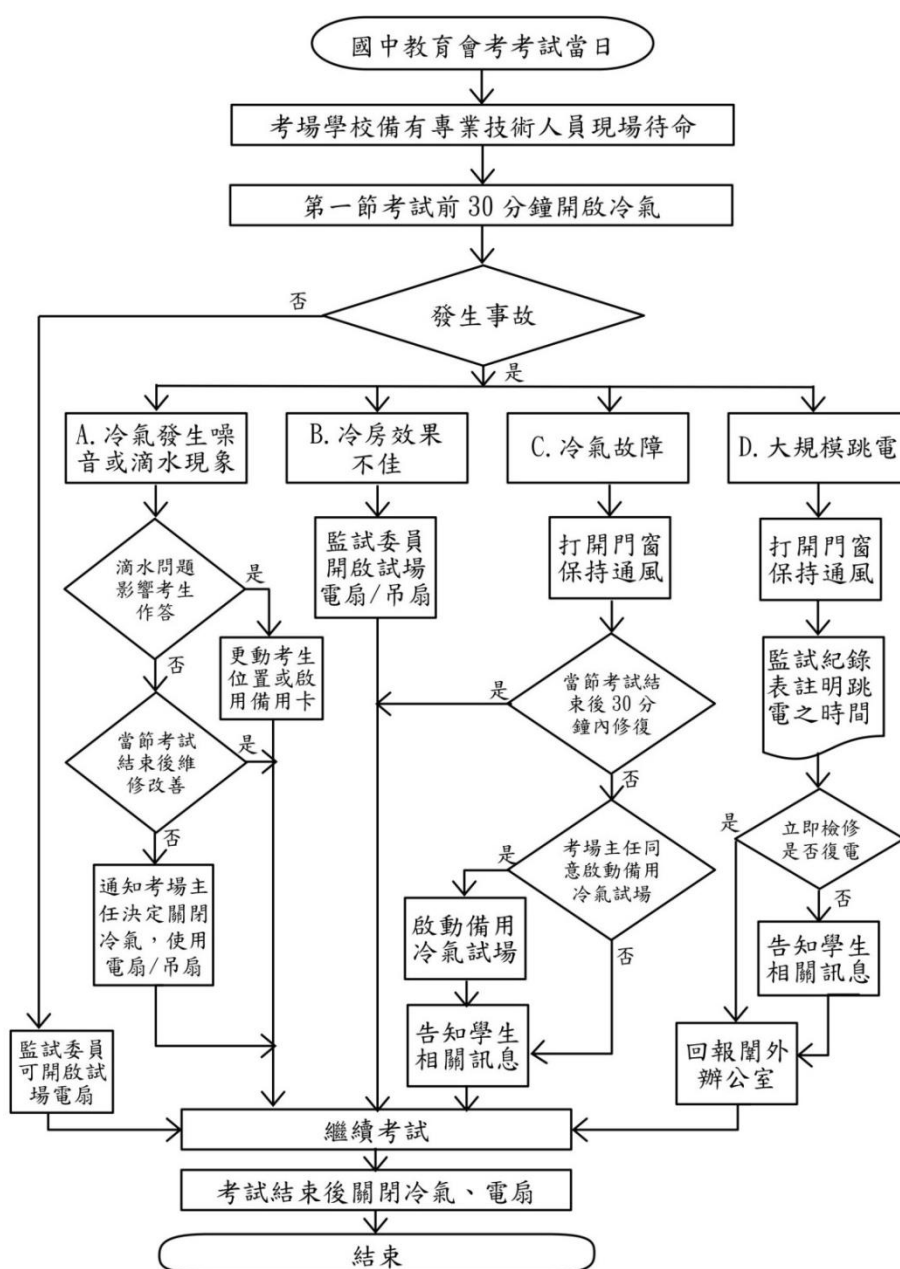 國中教育會考考試當日
考場學校備有專業技術人員現場待命
第一節考試前30分鐘開啟冷氣
發生事故
否
是
A.冷氣發生噪
音或滴水現象
B.冷房效果
不佳
C.冷氣故障
D.大規模跳電
滴水問題
影響考生
作答
是
否
更動考生
位置或啟
用備用卡
當節考試
結束後維
修改善
是
否
通知考場主
任決定關閉
冷氣，使用
電扇/吊扇
監試委員
開啟試場
電扇/吊扇
打開門窗
保持通風
當節考試結
束後30分
鐘內修復
是
否
考場主任同
意啟動備用
冷氣試場
是
否
啟動備用
冷氣試場
告知學生
相關訊息
打開門窗
保持通風
監試紀錄
表註明跳
電之時間
立即檢修
是否復電
是
否
告知學生
相關訊息
回報闈外
辦公室
監試委員
可開啟試
場電扇
繼續考試
考試結束後關閉冷氣、電扇
結束